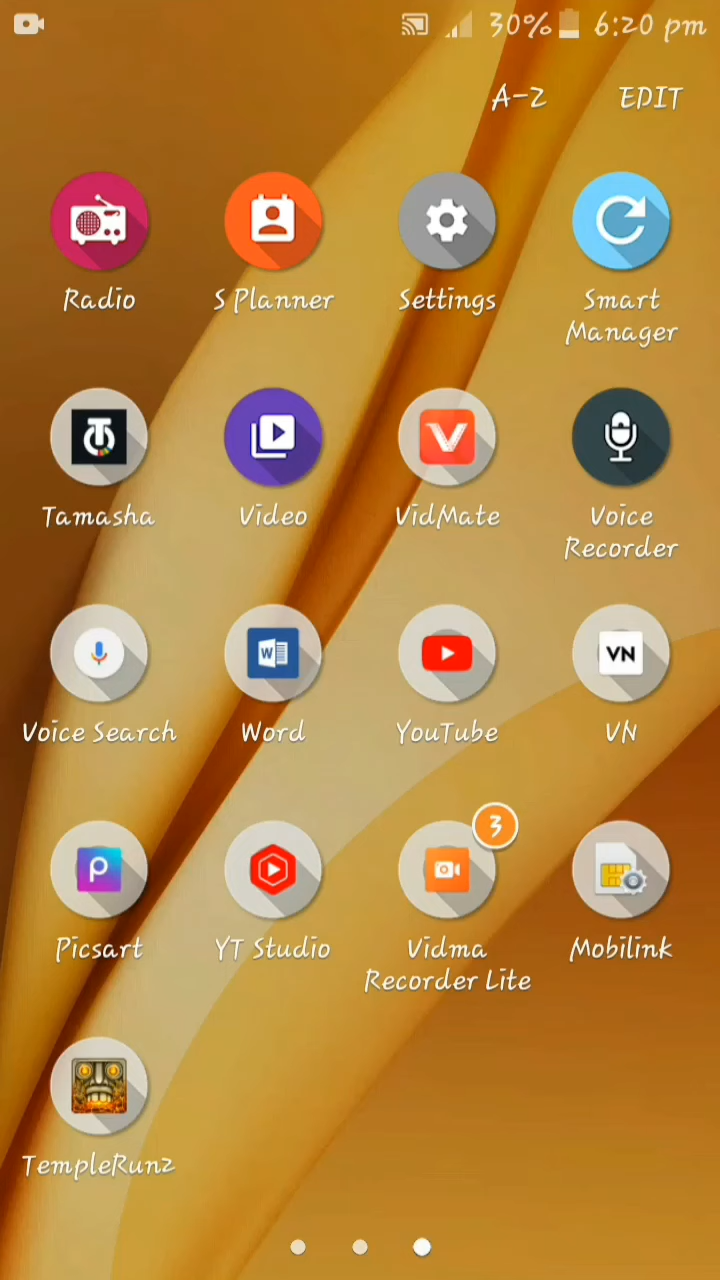 30% 6:20 pm
A-Z EDIT
Radio S Planner Settings Smart Manager
Tamasha Video VidMate Voice Recorder
W
VN
Voice Search Word YouTube VN
3
Picsart YT Studio Vidma Recorder Lite Mobilink
TempleRun2